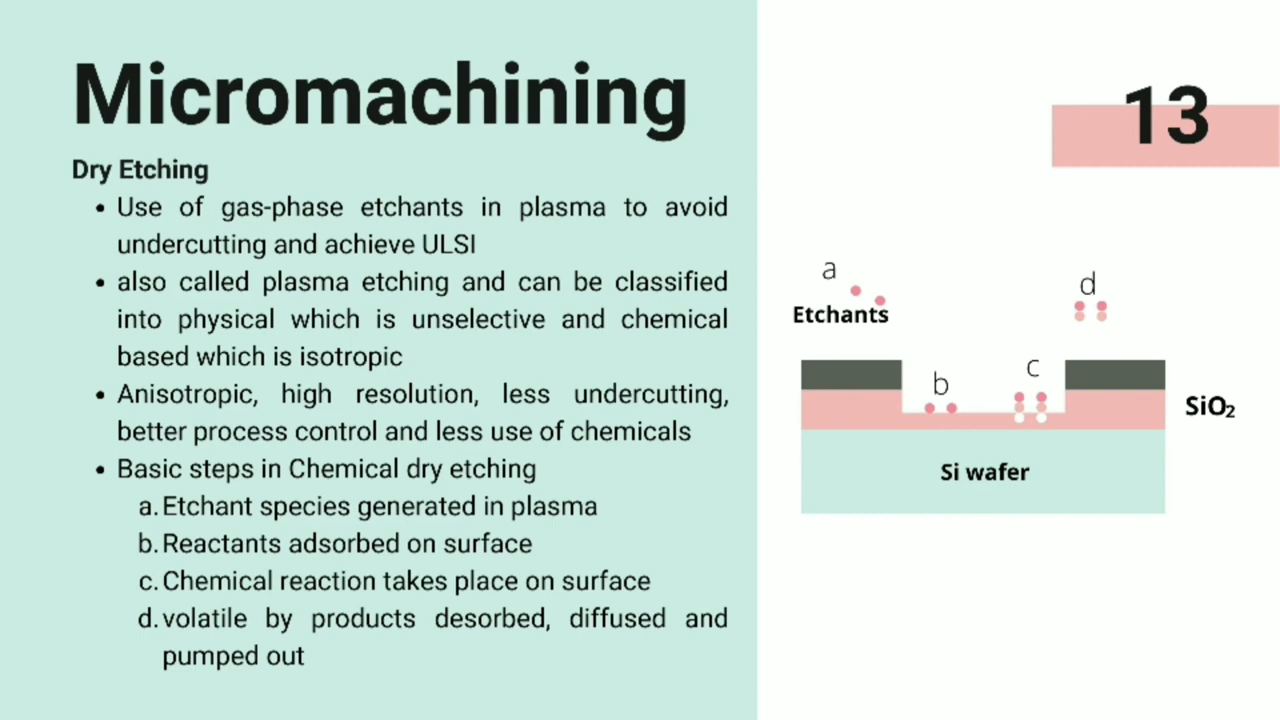 Micromachining
13
Dry Etching
• Use of gas-phase etchants in plasma to avoid
undercutting and achieve ULSI
• also called plasma etching and can be classified
into physical which is unselective and chemical
based which is isotropic
• Anisotropic, high resolution, less undercutting,
better process control and less use of chemicals
• Basic steps in Chemical dry etching
a. Etchant species generated in plasma
b. Reactants adsorbed on surface
c. Chemical reaction takes place on surface
d. volatile by products desorbed, diffused and
pumped out
a
Etchants
d
b
c
SiO₂
Si wafer